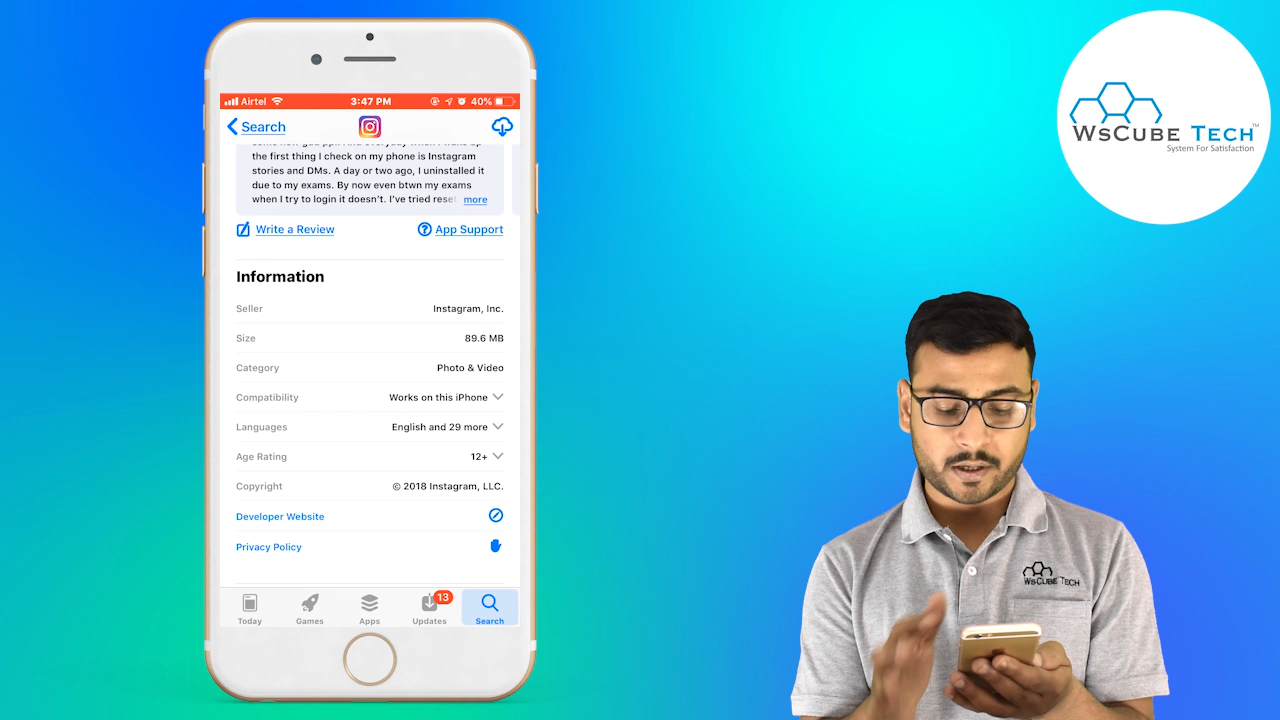 Airtel
3:47 PM
40%
Search
the first thing I check on my phone is Instagram
stories and DMs. A day or two ago, I uninstalled it
due to my exams. By now even btwn my exams
when I try to login it doesn't. I've tried reset more
Write a Review
App Support
Information
Seller Instagram, Inc.
Size 89.6 MB
Category Photo & Video
Compatibility Works on this iPhone
Languages English and 29 more
Age Rating 12+
Copyright © 2018 Instagram, LLC.
Developer Website
Privacy Policy
13
Today Games Apps Updates Search
WsCube Tech™
System For Satisfaction
WsCube Tech